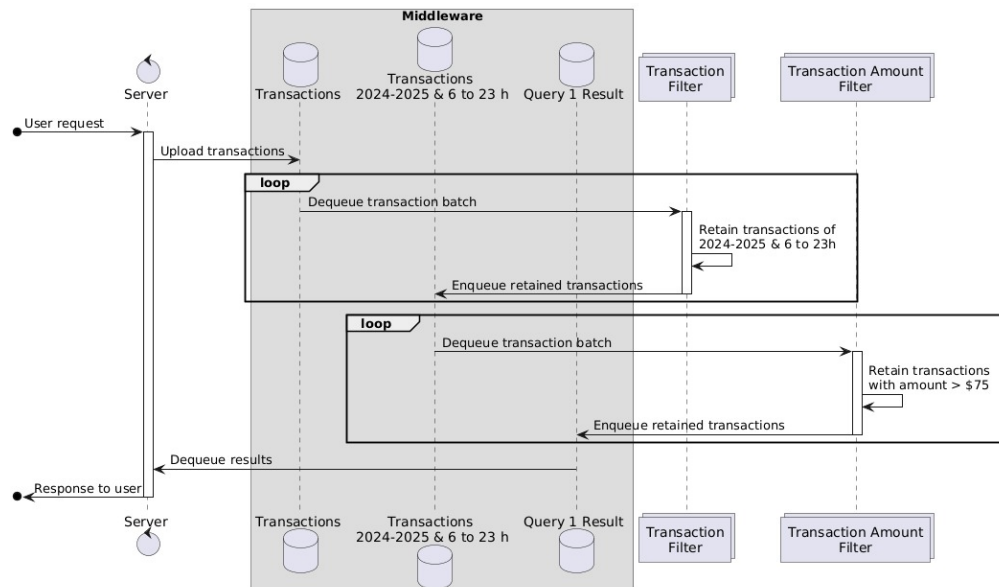 Middleware
Server
Transactions
Transactions
2024-2025 & 6 to 23 h
Query 1 Result
Transaction
Filter
Transaction Amount
Filter
User request
Upload transactions
loop
Dequeue transaction batch
Retain transactions of
2024-2025 & 6 to 23h
Enqueue retained transactions
loop
Dequeue transaction batch
Retain transactions
with amount > $75
Enqueue retained transactions
Dequeue results
Response to user
Server
Transactions
Transactions
2024-2025 & 6 to 23 h
Query 1 Result
Transaction
Filter
Transaction Amount
Filter